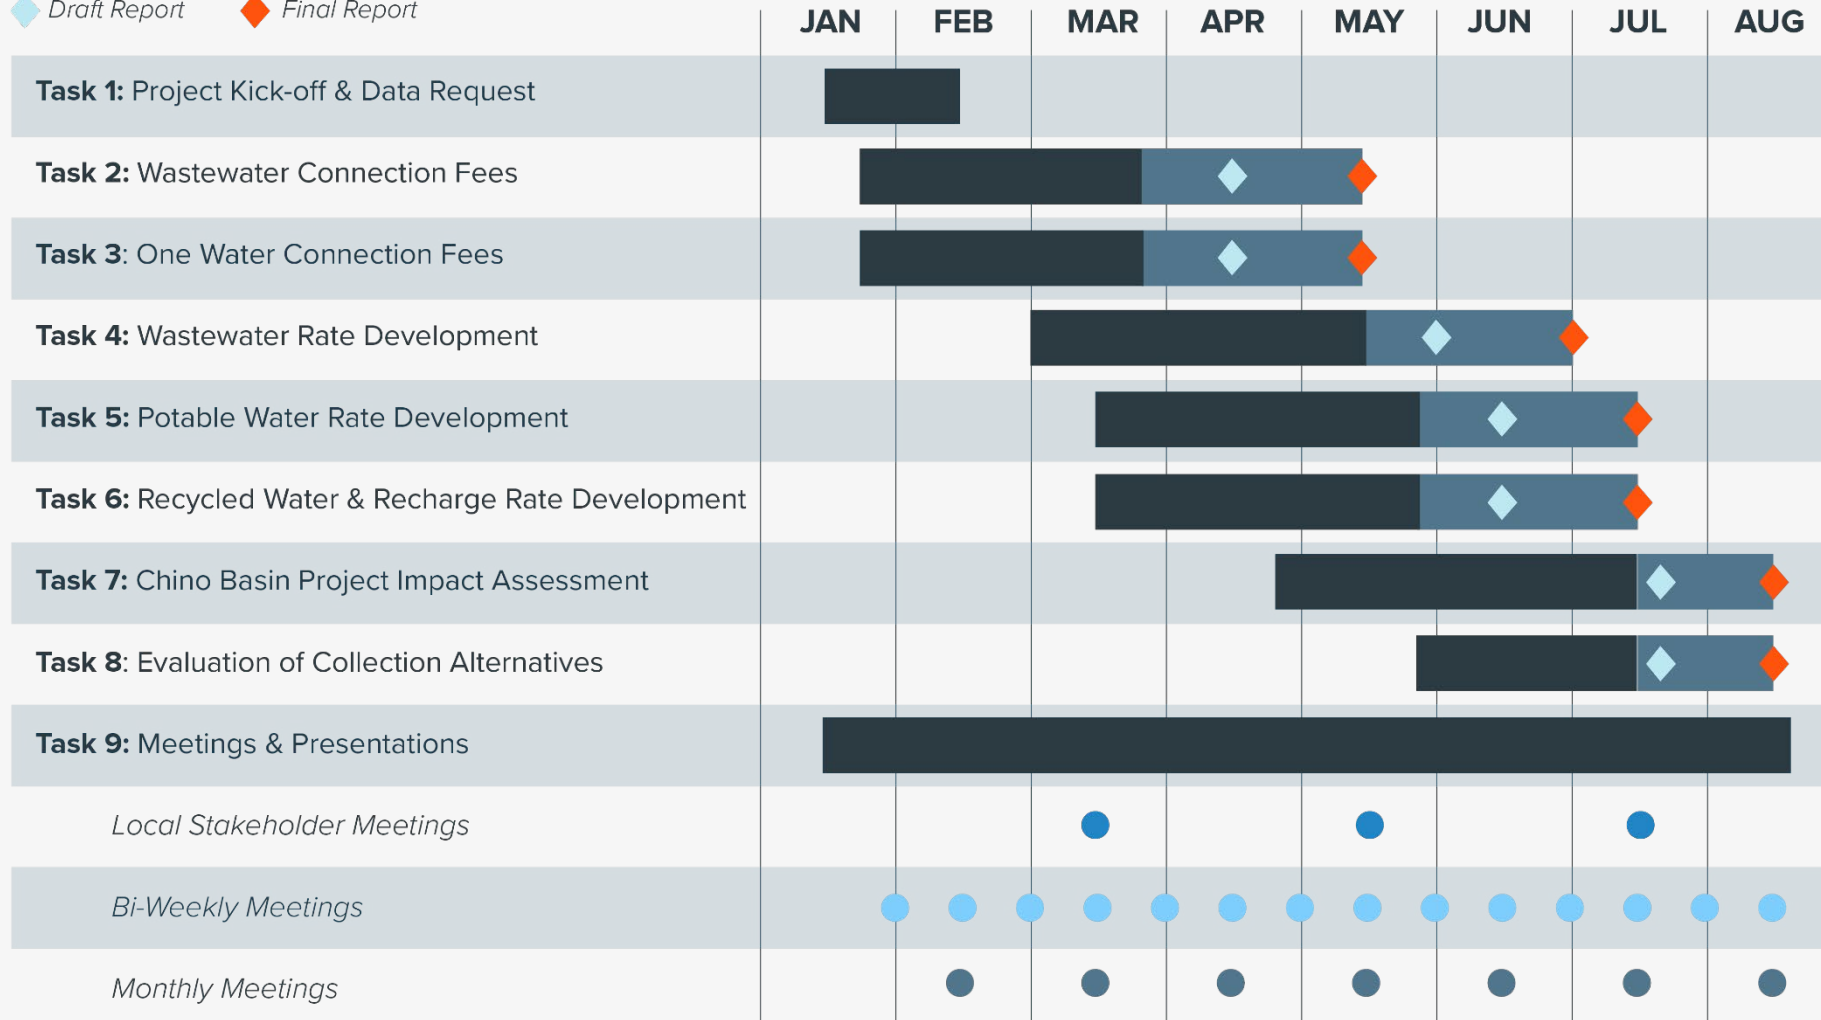 Draft Report Final Report
JAN FEB MAR APR MAY JUN JUL AUG
Task 1: Project Kick-off & Data Request
Task 2: Wastewater Connection Fees
Task 3: One Water Connection Fees
Task 4: Wastewater Rate Development
Task 5: Potable Water Rate Development
Task 6: Recycled Water & Recharge Rate Development
Task 7: Chino Basin Project Impact Assessment
Task 8: Evaluation of Collection Alternatives
Task 9: Meetings & Presentations
Local Stakeholder Meetings
Bi-Weekly Meetings
Monthly Meetings